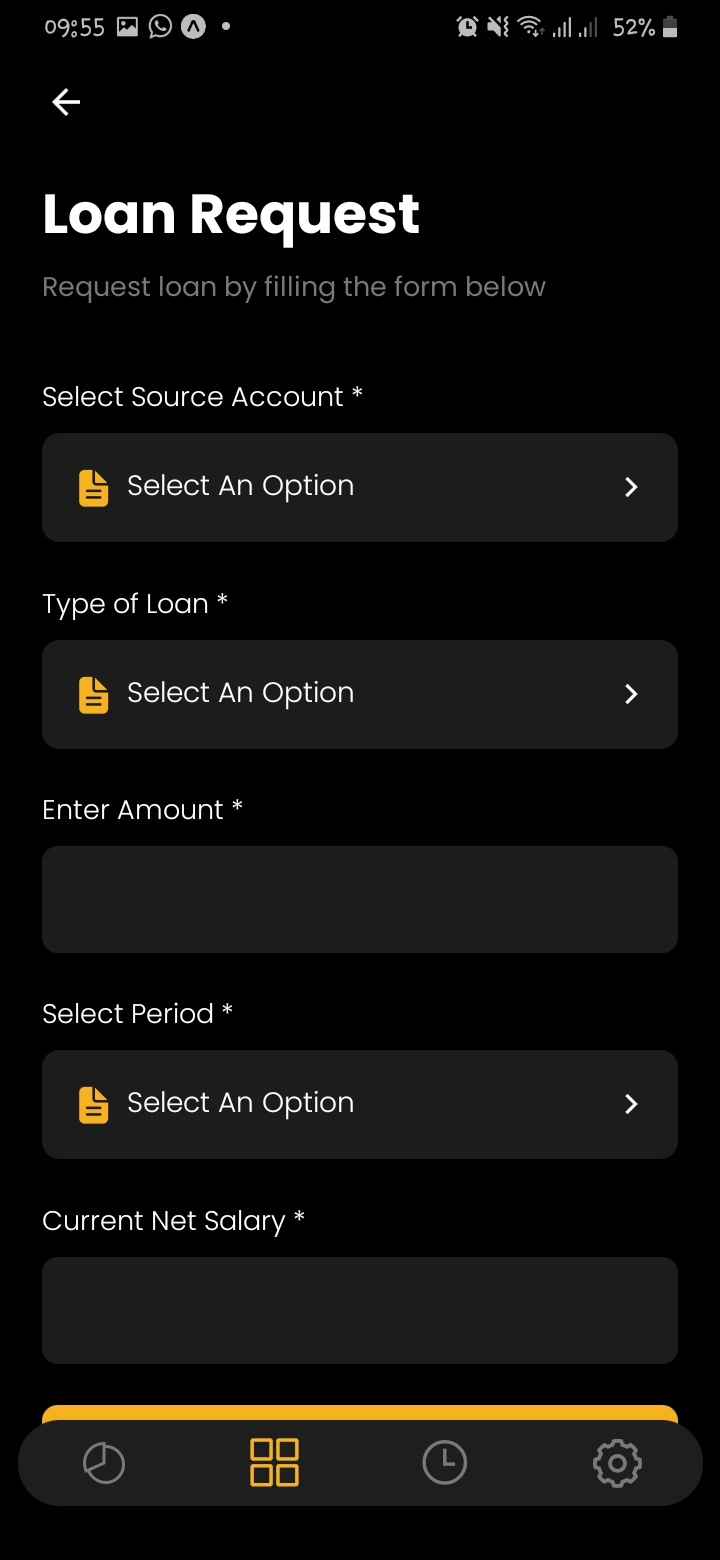 09:55
52%
Loan Request
Request loan by filling the form below
Select Source Account *
Select An Option
Type of Loan *
Select An Option
Enter Amount *
Select Period *
Select An Option
Current Net Salary *